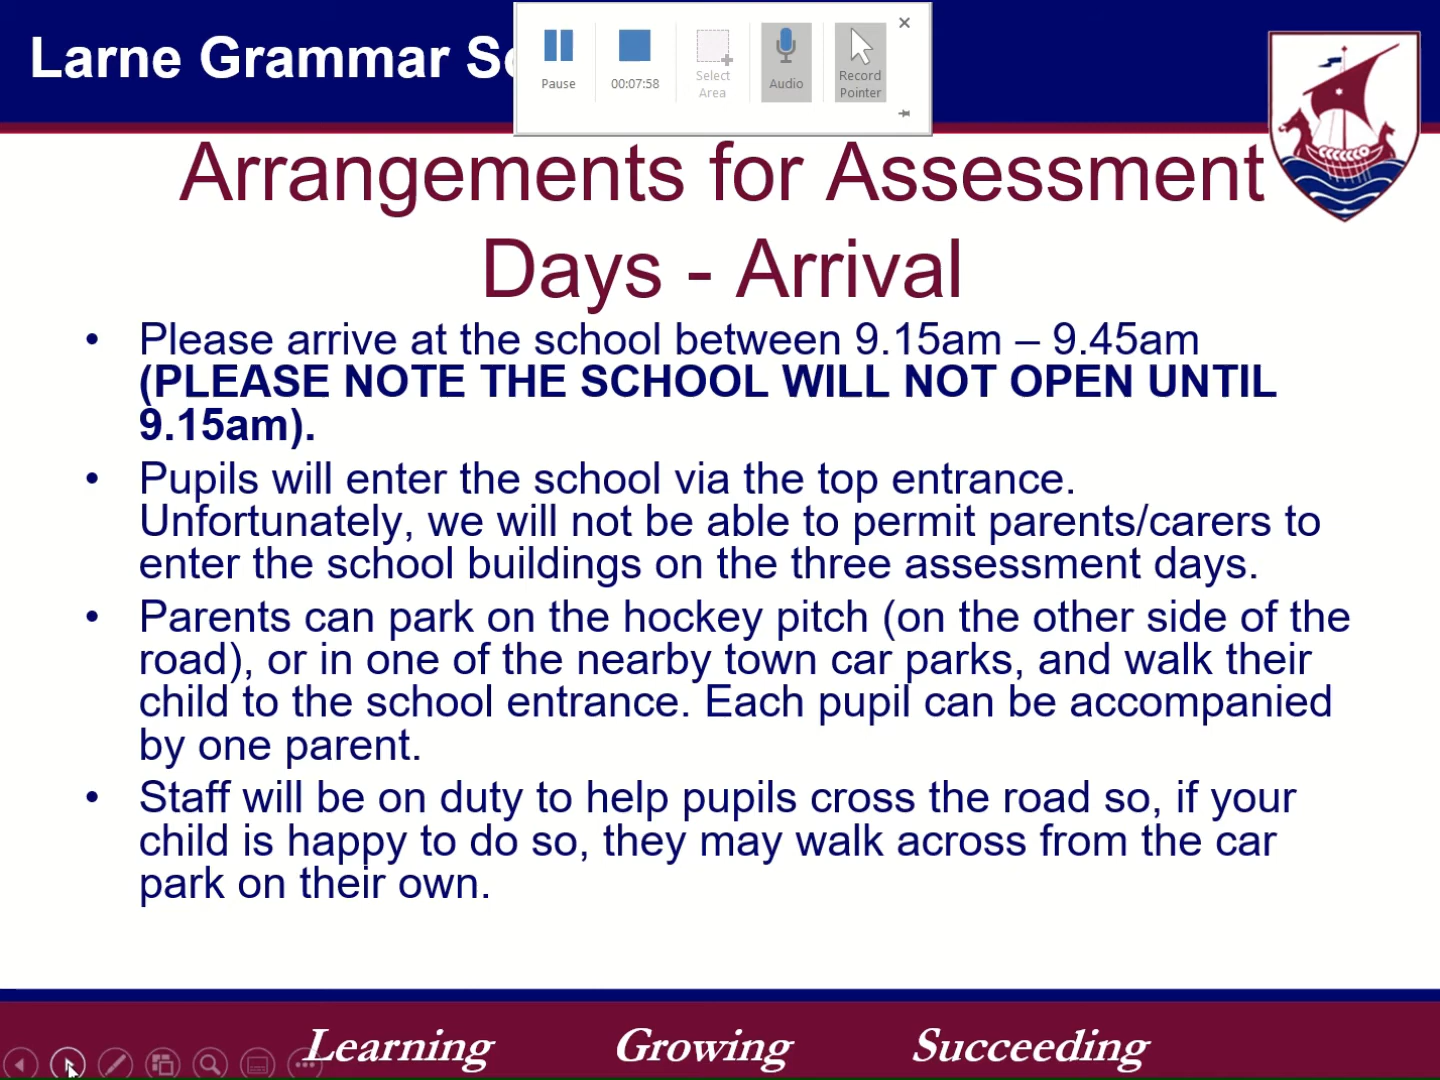 Larne Grammar S
Pause
00:07:58
Select
Area
Audio
Record
Pointer
Arrangements for Assessment
Days - Arrival
• Please arrive at the school between 9.15am – 9.45am
(PLEASE NOTE THE SCHOOL WILL NOT OPEN UNTIL
9.15am).
• Pupils will enter the school via the top entrance.
Unfortunately, we will not be able to permit parents/carers to
enter the school buildings on the three assessment days.
• Parents can park on the hockey pitch (on the other side of the
road), or in one of the nearby town car parks, and walk their
child to the school entrance. Each pupil can be accompanied
by one parent.
• Staff will be on duty to help pupils cross the road so, if your
child is happy to do so, they may walk across from the car
park on their own.
Learning Growing Succeeding